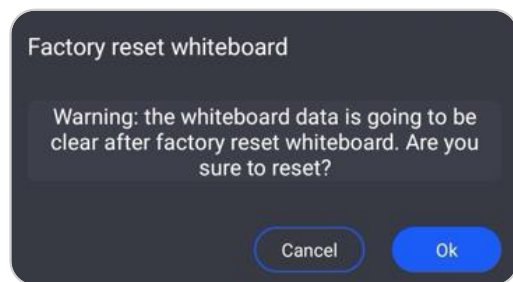 Factory reset whiteboard
Warning: the whiteboard data is going to be
clear after factory reset whiteboard. Are you
sure to reset?
Cancel
Ok